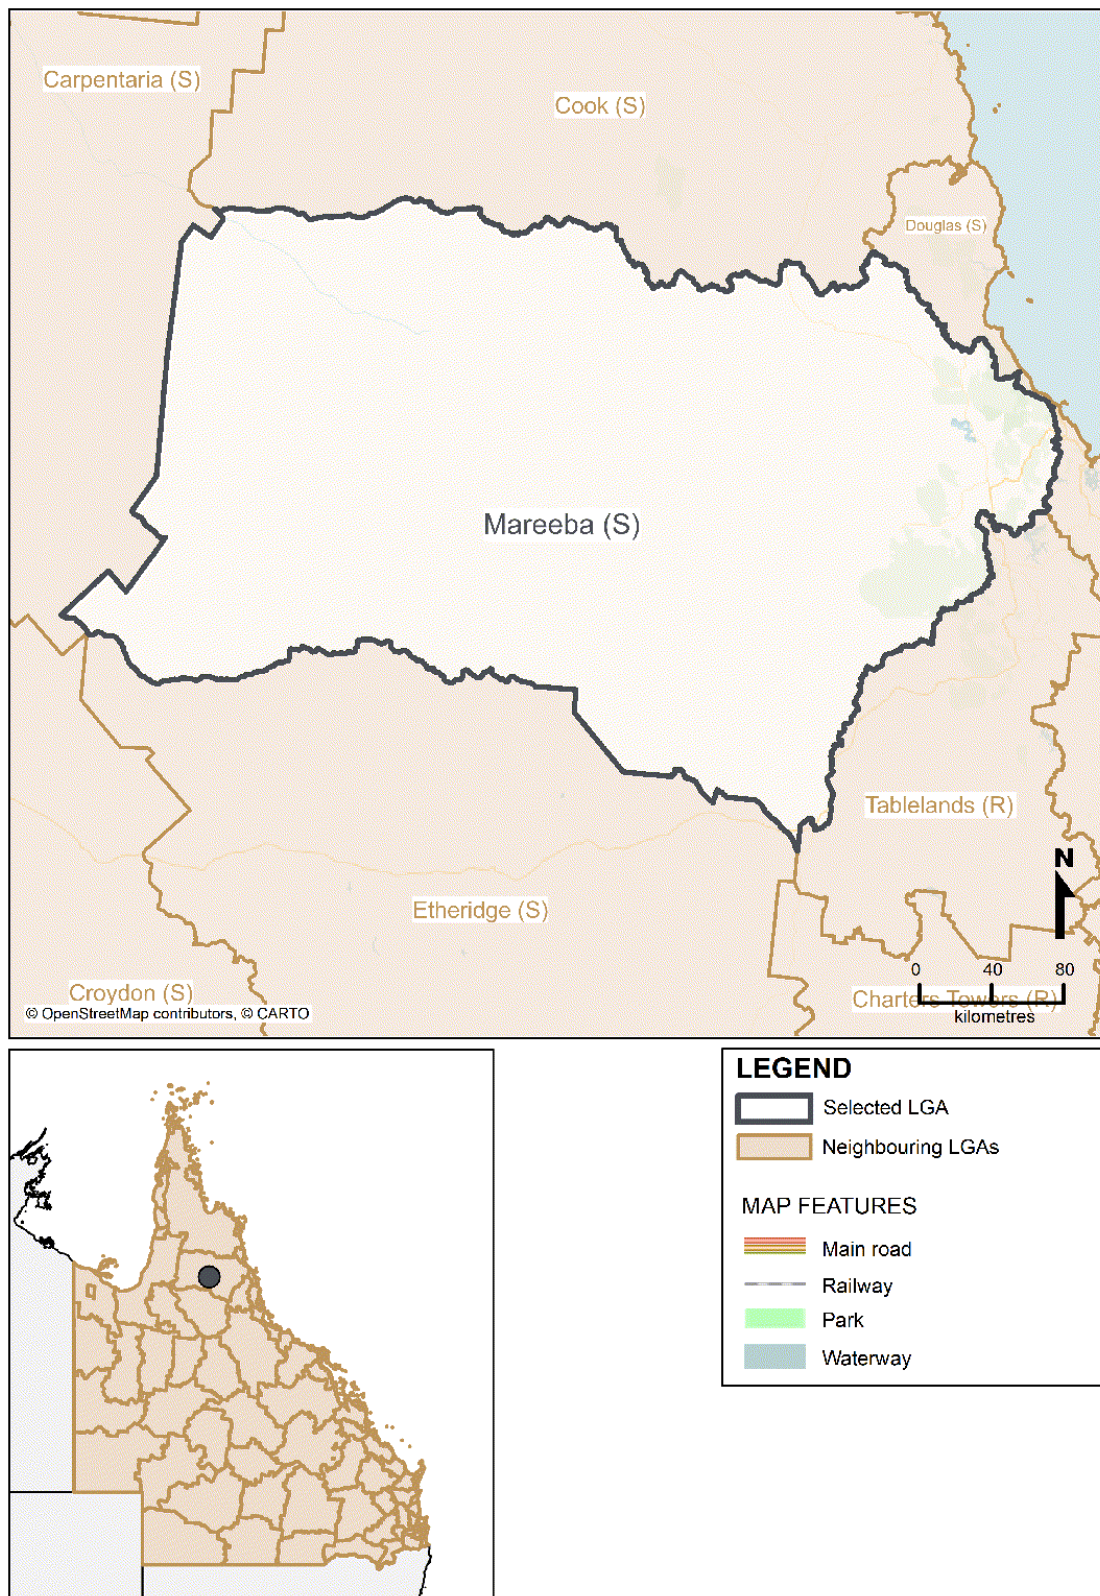 Carpentaria (S)
Cook (S)
Douglas (S)
Mareeba (S)
Tablelands (R)
N
Etheridge (S)
0 40 80
Croydon (S)
Charters Towers (R)
kilometres
© OpenStreetMap contributors, © CARTO
LEGEND
Selected LGA
Neighbouring LGAs
MAP FEATURES
Main road
Railway
Park
Waterway